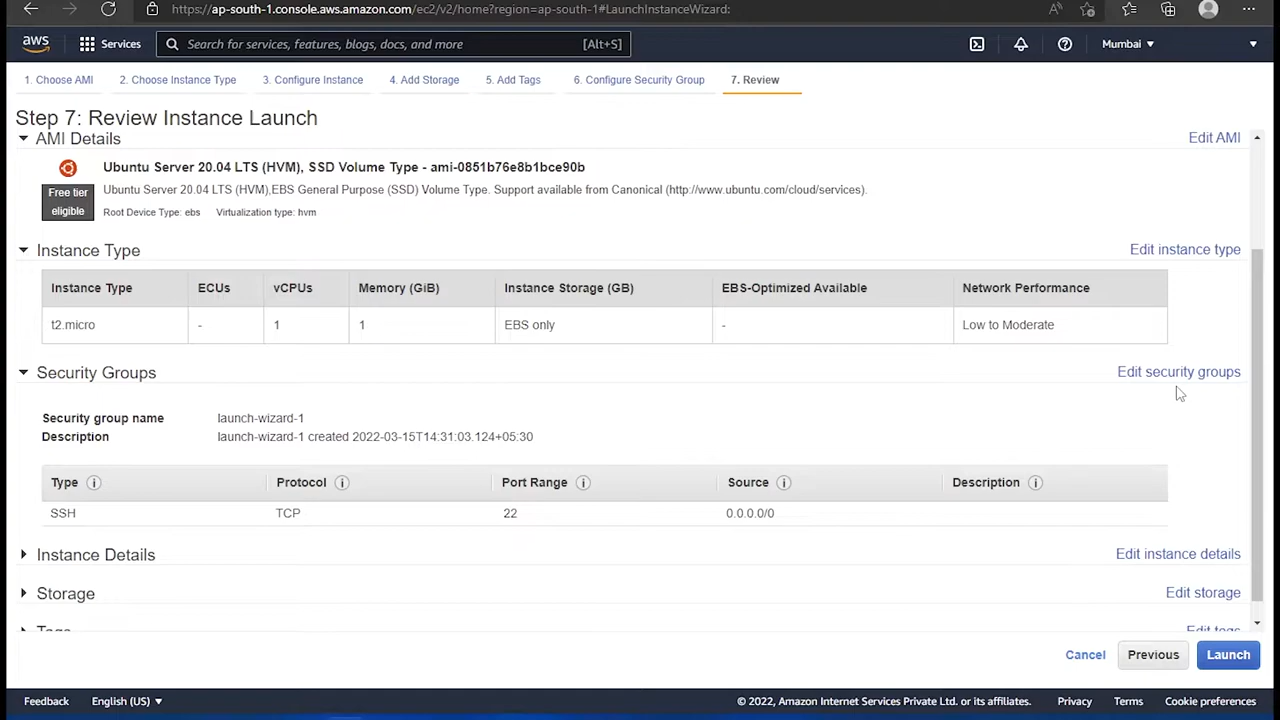 https://ap-south-1.console.aws.amazon.com/ec2/v2/home?region=ap-south-1#LaunchInstanceWizard:
aws Services Search for services, features, blogs, docs, and more [Alt+S] Mumbai
1. Choose AMI 2. Choose Instance Type 3. Configure Instance 4. Add Storage 5. Add Tags 6. Configure Security Group 7. Review
Step 7: Review Instance Launch
AMI Details Edit AMI
Ubuntu Server 20.04 LTS (HVM), SSD Volume Type - ami-0851b76e8b1bce90b
Free tier eligible
Ubuntu Server 20.04 LTS (HVM),EBS General Purpose (SSD) Volume Type. Support available from Canonical (http://www.ubuntu.com/cloud/services).
Root Device Type: ebs Virtualization type: hvm
Instance Type Edit instance type
Instance Type ECUs vCPUs Memory (GiB) Instance Storage (GB) EBS-Optimized Available Network Performance
t2.micro - 1 1 EBS only - Low to Moderate
Security Groups Edit security groups
Security group name launch-wizard-1
Description launch-wizard-1 created 2022-03-15T14:31:03.124+05:30
Type Protocol Port Range Source Description
SSH TCP 22 0.0.0.0/0
Instance Details Edit instance details
Storage Edit storage
Tags Edit tags
Cancel Previous Launch
Feedback English (US) © 2022, Amazon Internet Services Private Ltd. or its affiliates. Privacy Terms Cookie preferences